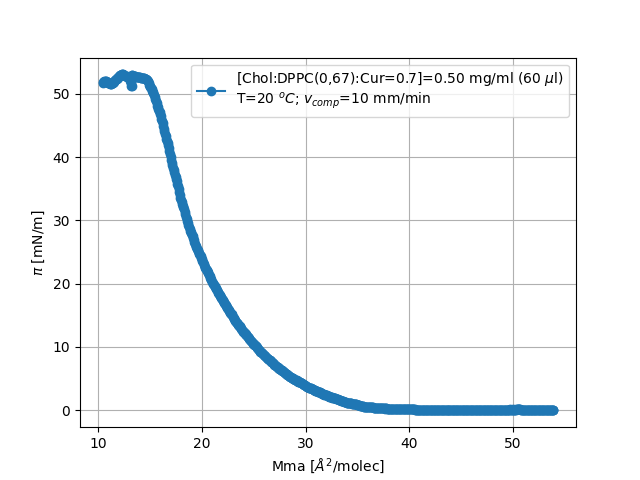 [Chol:DPPC(0,67):Cur=0.7]=0.50 mg/ml (60 μl)
T=20 °C; v_comp=10 mm/min
50
40
30
20
10
0
π [mN/m]
10 20 30 40 50
Mma [Å²/molec]